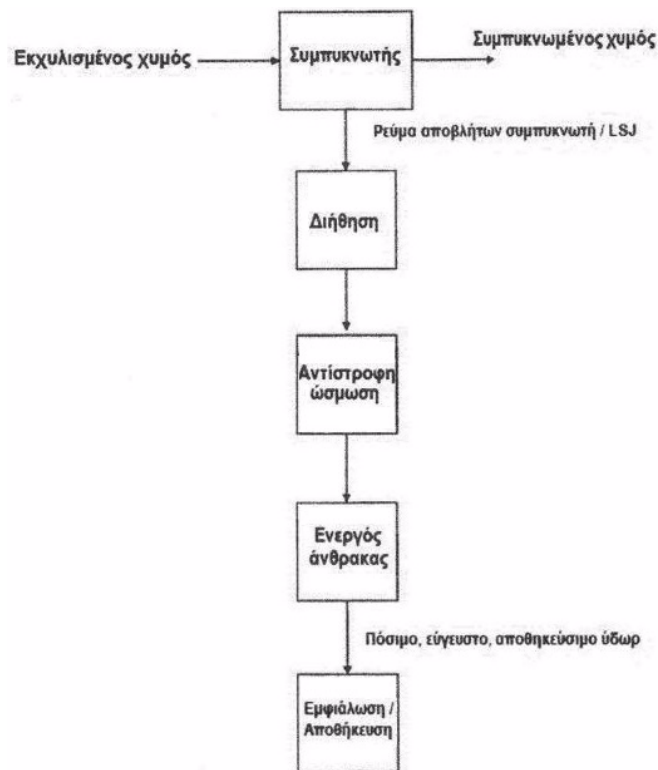 Εκχυλισμένος χυμός
Συμπυκνωτής
Συμπυκνωμένος χυμός
Ρεύμα αποβλήτων συμπυκνωτή / LSJ
Διήθηση
Αντίστροφη
ώσμωση
Ενεργός
άνθρακας
Πόσιμο, εύγευστο, αποθηκεύσιμο ύδωρ
Εμφιάλωση /
Αποθήκευση